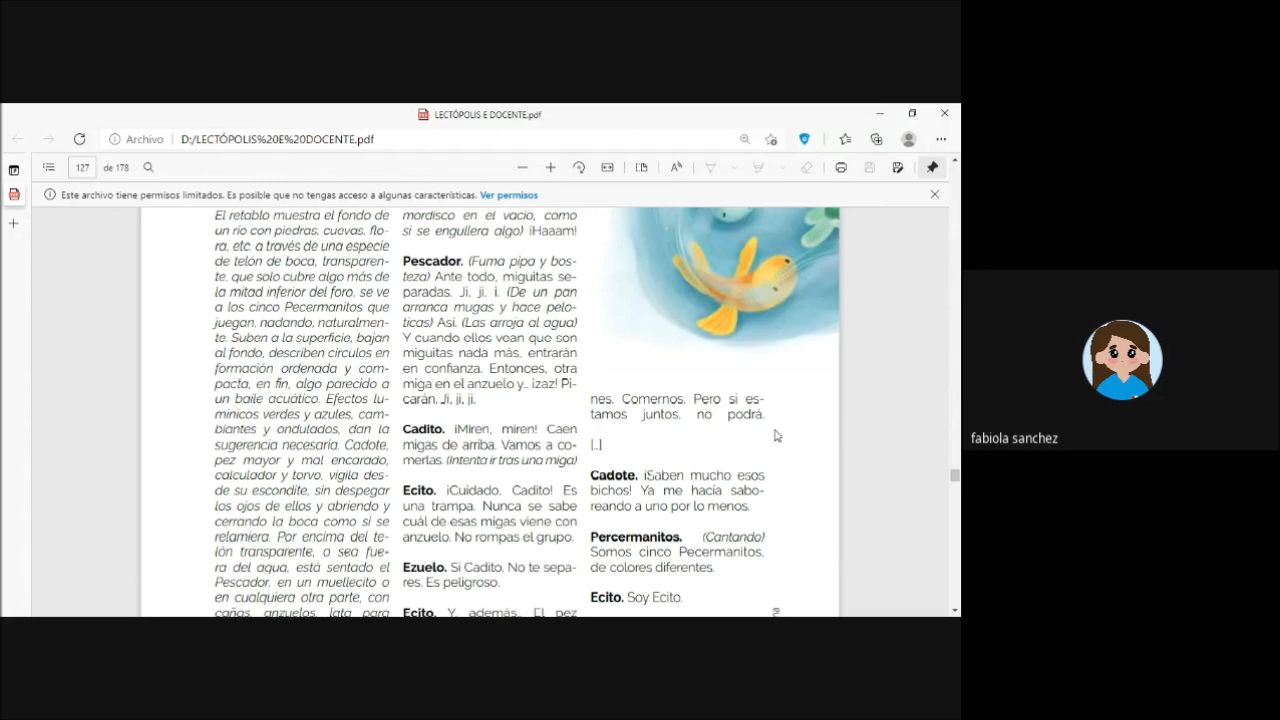 LECTÓPOLIS E DOCENTE.pdf
Archivo
D:/LECTÓPOLIS%20E%20DOCENTE.pdf
127 de 178
Este archivo tiene permisos limitados. Es posible que no tengas acceso a algunas características. Ver permisos
El retablo muestra el fondo de
un río con piedras, cuevas, flo-
ra, etc. a través de una especie
de telón de boca, transparen-
te, que solo cubre algo más de
la mitad inferior del foro, se ve
a los cinco Pecermanitos que
juegan, nadando, naturalmen-
te. Suben a la superficie, bajan
al fondo, describen círculos en
formación ordenada y com-
pacta, en fin, algo parecido a
un baile acuático. Efectos lu-
mínicos verdes y azules, cam-
biantes y ondulados, dan la
sugerencia necesaria. Cadote,
pez mayor y mal encarado,
calculador y torvo, vigila des-
de su escondite, sin despegar
los ojos de ellos y abriendo y
cerrando la boca como si se
relamiera. Por encima del te-
lón transparente, o sea fue-
ra del agua, está sentado el
Pescador, en un muellecito o
en cualquiera otra parte, con
cañas, anzuelos, lata para
mordisco en el vacío, como
si se engullera algo) ¡Haaam!
Pescador. (Fuma pipa y bos-
teza) Ante todo, miguitas se-
paradas. Ji, ji, i. (De un pan
arranca mugas y hace pelo-
ticas) Así. (Las arroja al agua)
Y cuando ellos vean que son
miguitas nada más, entrarán
en confianza. Entonces, otra
miga en el anzuelo y... ¡zaz! Pi-
carán. Ji, ji, ji.
Cadito. ¡Miren, miren! Caen
migas de arriba. Vamos a co-
merlas. (Intenta ir tras una miga)
Ecito. ¡Cuidado, Cadito! Es
una trampa. Nunca se sabe
cuál de esas migas viene con
anzuelo. No rompas el grupo.
Ezuelo. Sí Cadito. No te sepa-
res. Es peligroso.
Ecito. Y, además... El pez
nes. Comernos. Pero si es-
tamos juntos, no podrá.
[...]
Cadote. ¡Saben mucho esos
bichos! Ya me hacía sabo-
reando a uno por lo menos.
Percermanitos. (Cantando)
Somos cinco Pecermanitos,
de colores diferentes.
Ecito. Soy Ecito.
fabiola sanchez